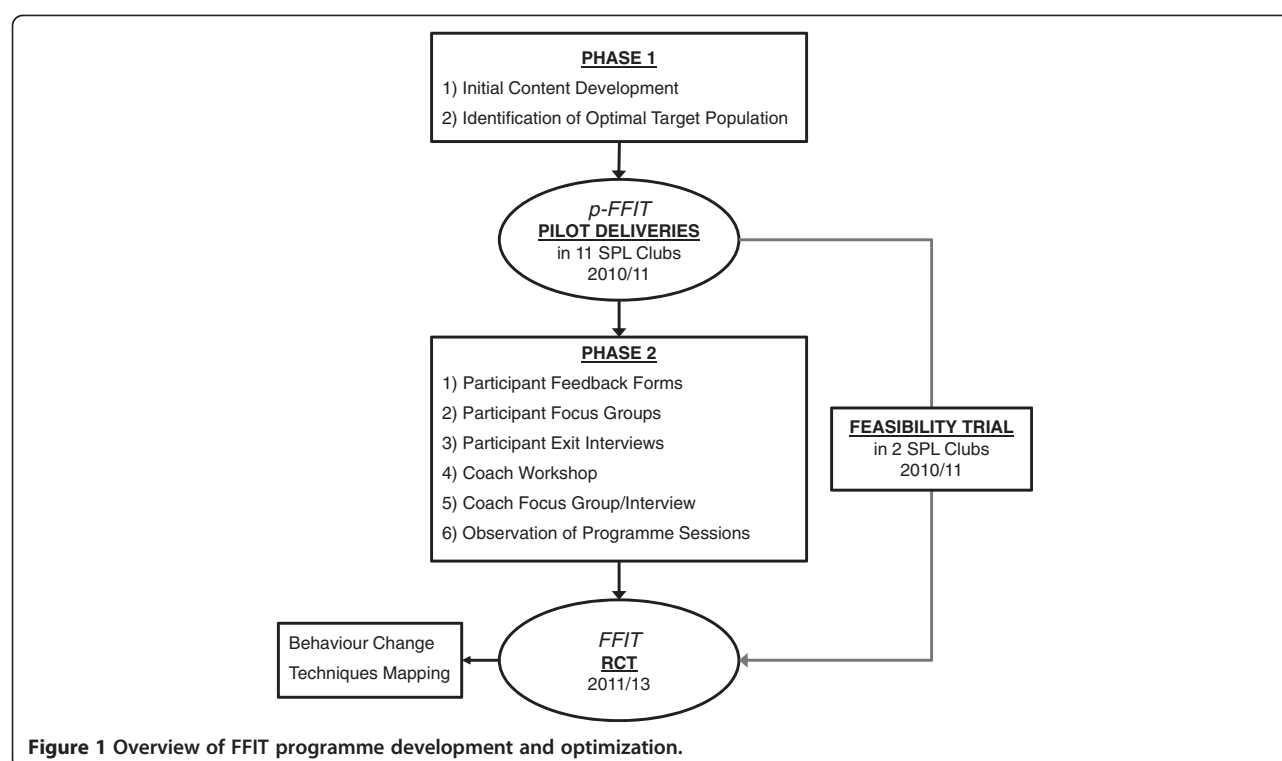 PHASE 1
1) Initial Content Development
2) Identification of Optimal Target Population
p-FFIT
PILOT DELIVERIES
in 11 SPL Clubs
2010/11
PHASE 2
1) Participant Feedback Forms
2) Participant Focus Groups
3) Participant Exit Interviews
4) Coach Workshop
5) Coach Focus Group/Interview
6) Observation of Programme Sessions
FEASIBILITY TRIAL
in 2 SPL Clubs
2010/11
Behaviour Change
Techniques Mapping
FFIT
RCT
2011/13
Figure 1 Overview of FFIT programme development and optimization.